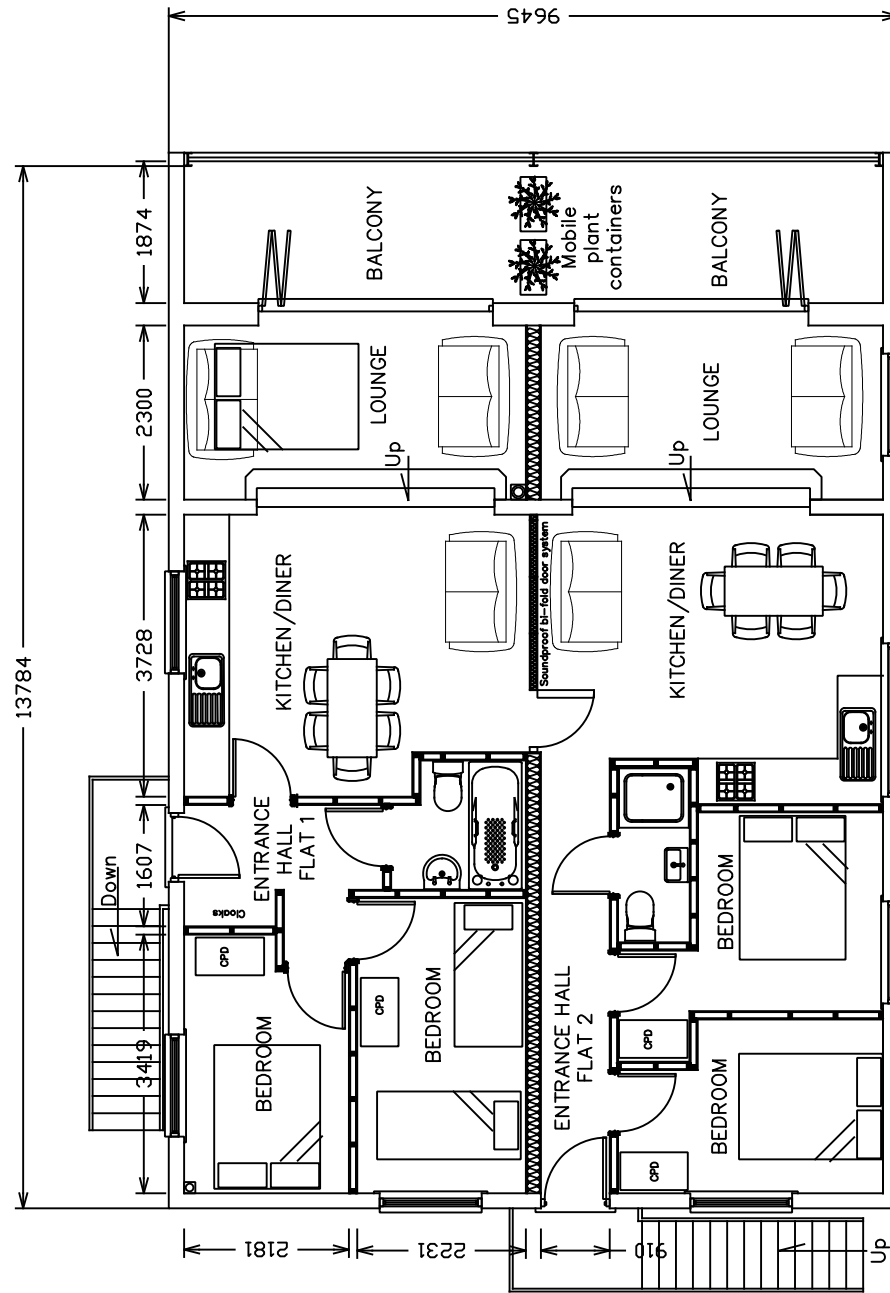 9645
13784
1874
2300
3728
1607
3419
BALCONY
Mobile
plant
containers
BALCONY
LOUNGE
LOUNGE
Up
Up
Soundproof bi-fold door system
KITCHEN/DINER
KITCHEN/DINER
Down
ENTRANCE
HALL
FLAT 1
Cloaks
CPD
BEDROOM
CPD
BEDROOM
BEDROOM
ENTRANCE HALL
FLAT 2
CPD
BEDROOM
CPD
2181
2231
910
Up